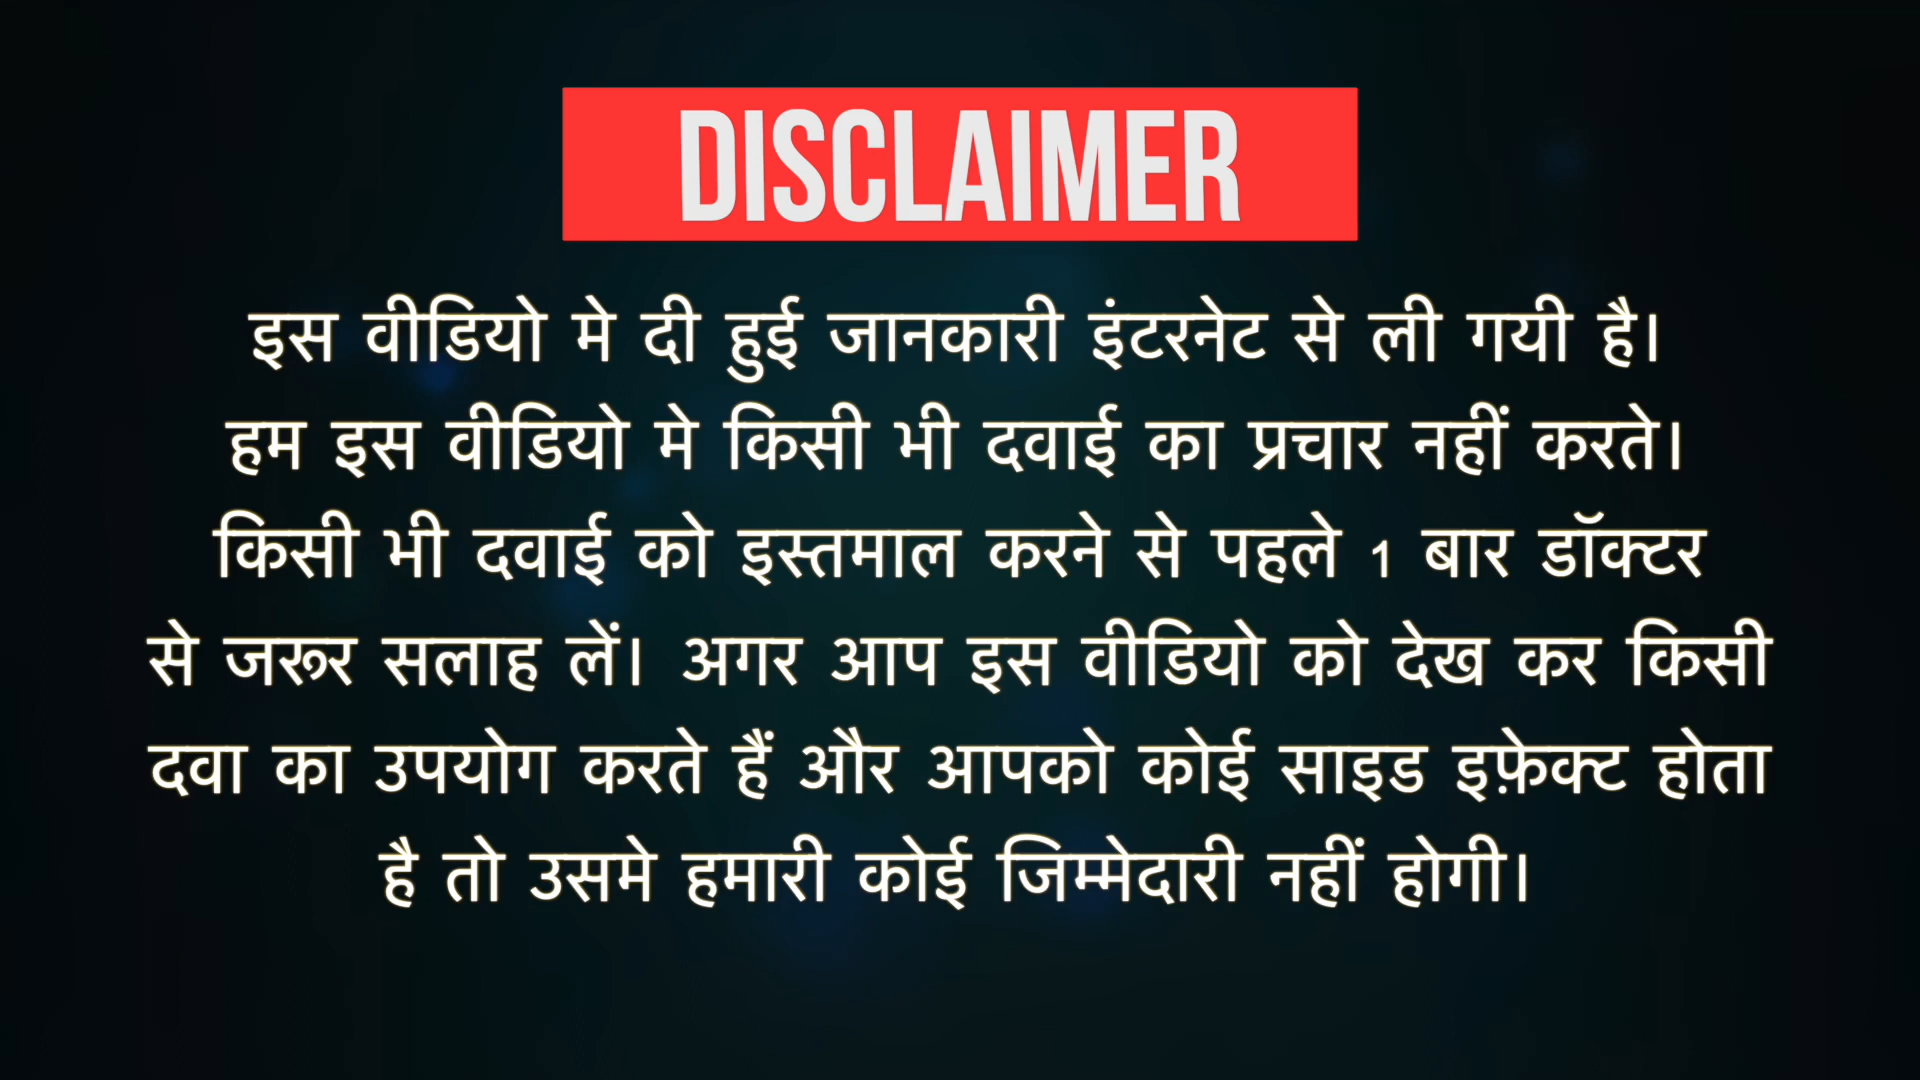 DISCLAIMER
इस वीडियो मे दी हुई जानकारी इंटरनेट से ली गयी है।
हम इस वीडियो मे किसी भी दवाई का प्रचार नहीं करते।
किसी भी दवाई को इस्तमाल करने से पहले 1 बार डॉक्टर
से जरूर सलाह लें। अगर आप इस वीडियो को देख कर किसी
दवा का उपयोग करते हैं और आपको कोई साइड इफ़ेक्ट होता
है तो उसमे हमारी कोई जिम्मेदारी नहीं होगी।